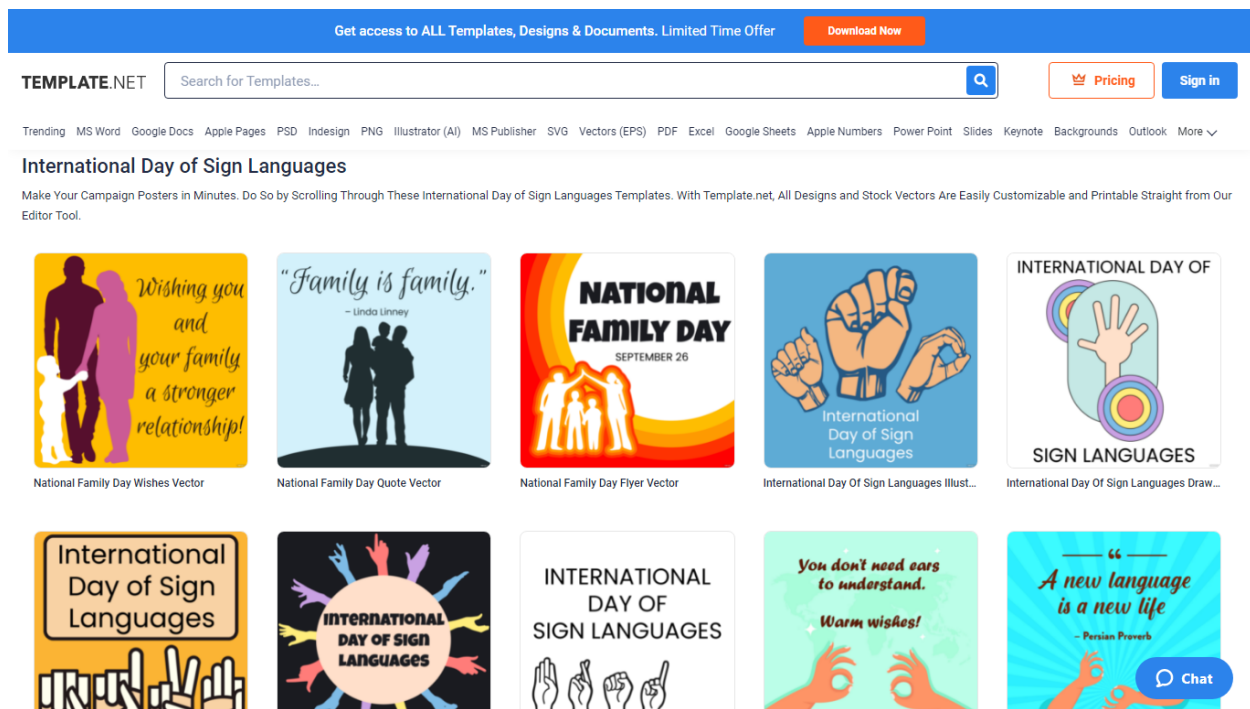 Get access to ALL Templates, Designs & Documents. Limited Time Offer
Download Now
TEMPLATE.NET
Search for Templates...
Pricing
Sign in
Trending MS Word Google Docs Apple Pages PSD Indesign PNG Illustrator (AI) MS Publisher SVG Vectors (EPS) PDF Excel Google Sheets Apple Numbers Power Point Slides Keynote Backgrounds Outlook More
International Day of Sign Languages
Make Your Campaign Posters in Minutes. Do So by Scrolling Through These International Day of Sign Languages Templates. With Template.net, All Designs and Stock Vectors Are Easily Customizable and Printable Straight from Our
Editor Tool.
Wishing you
and
your family
a stronger
relationship!
"Family is family."
– Linda Linney
NATIONAL
FAMILY DAY
SEPTEMBER 26
International
Day of Sign
Languages
INTERNATIONAL DAY OF
SIGN LANGUAGES
National Family Day Wishes Vector
National Family Day Quote Vector
National Family Day Flyer Vector
International Day Of Sign Languages Illust...
International Day Of Sign Languages Draw...
International
Day of Sign
Languages
INTERNATIONAL
DAY OF SIGN
LANGUAGES
INTERNATIONAL
DAY OF
SIGN LANGUAGES
You don't need ears
to understand.
Warm wishes!
“
A new language
is a new life
– Persian Proverb
Chat